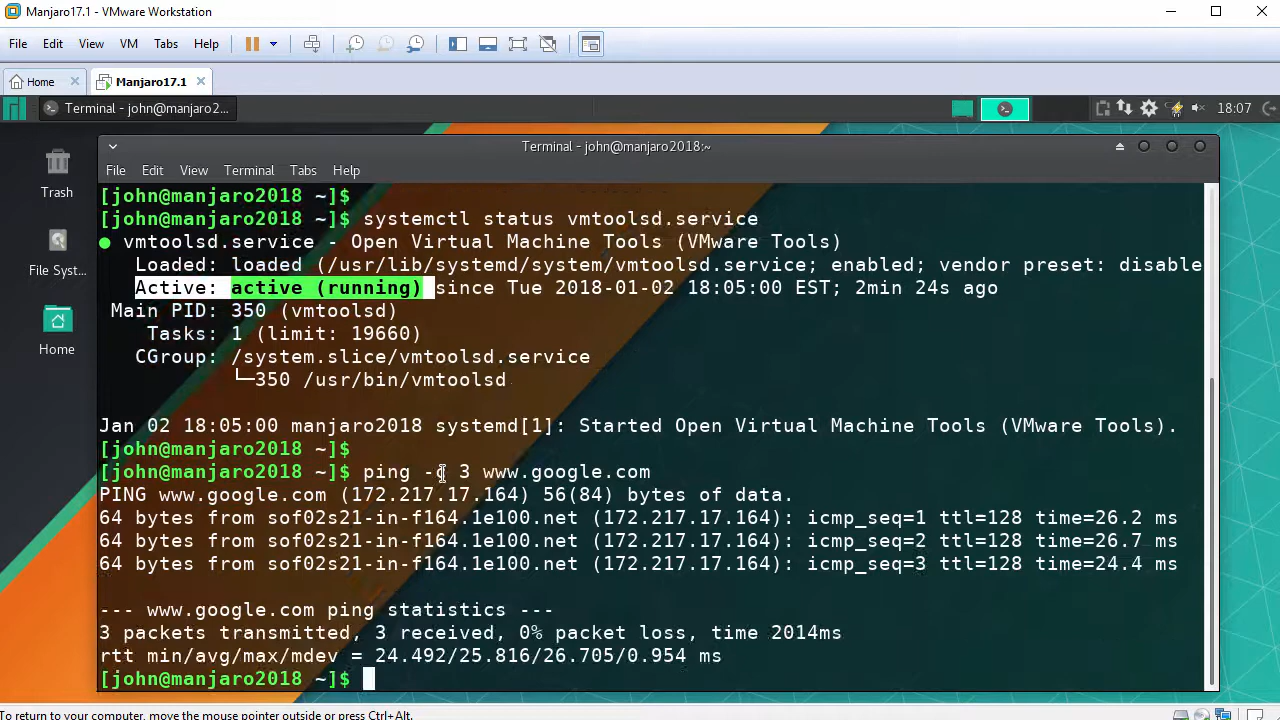 Manjaro17.1 - VMware Workstation
File Edit View VM Tabs Help
Home Manjaro17.1
Terminal - john@manjaro2... 18:07
Terminal - john@manjaro2018:~
File Edit View Terminal Tabs Help
Trash
File Syst...
Home
[john@manjaro2018 ~]$
[john@manjaro2018 ~]$ systemctl status vmtoolsd.service
● vmtoolsd.service - Open Virtual Machine Tools (VMware Tools)
Loaded: loaded (/usr/lib/systemd/system/vmtoolsd.service; enabled; vendor preset: disable
Active: active (running) since Tue 2018-01-02 18:05:00 EST; 2min 24s ago
Main PID: 350 (vmtoolsd)
Tasks: 1 (limit: 19660)
CGroup: /system.slice/vmtoolsd.service
└─350 /usr/bin/vmtoolsd
Jan 02 18:05:00 manjaro2018 systemd[1]: Started Open Virtual Machine Tools (VMware Tools).
[john@manjaro2018 ~]$
[john@manjaro2018 ~]$ ping -c 3 www.google.com
PING www.google.com (172.217.17.164) 56(84) bytes of data.
64 bytes from sof02s21-in-f164.1e100.net (172.217.17.164): icmp_seq=1 ttl=128 time=26.2 ms
64 bytes from sof02s21-in-f164.1e100.net (172.217.17.164): icmp_seq=2 ttl=128 time=26.7 ms
64 bytes from sof02s21-in-f164.1e100.net (172.217.17.164): icmp_seq=3 ttl=128 time=24.4 ms
--- www.google.com ping statistics ---
3 packets transmitted, 3 received, 0% packet loss, time 2014ms
rtt min/avg/max/mdev = 24.492/25.816/26.705/0.954 ms
[john@manjaro2018 ~]$
To return to your computer, move the mouse pointer outside or press Ctrl+Alt.